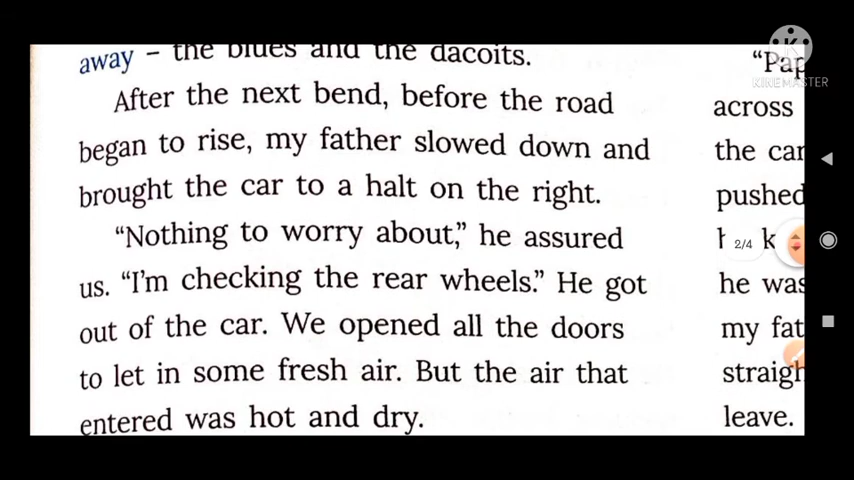 away – the blues and the dacoits.
After the next bend, before the road
began to rise, my father slowed down and
brought the car to a halt on the right.
“Nothing to worry about,” he assured
us. “I’m checking the rear wheels.” He got
out of the car. We opened all the doors
to let in some fresh air. But the air that
entered was hot and dry.
“Pap
across
the car
pushed
he was
my fat
straigh
leave.
2/4
KINEMASTER